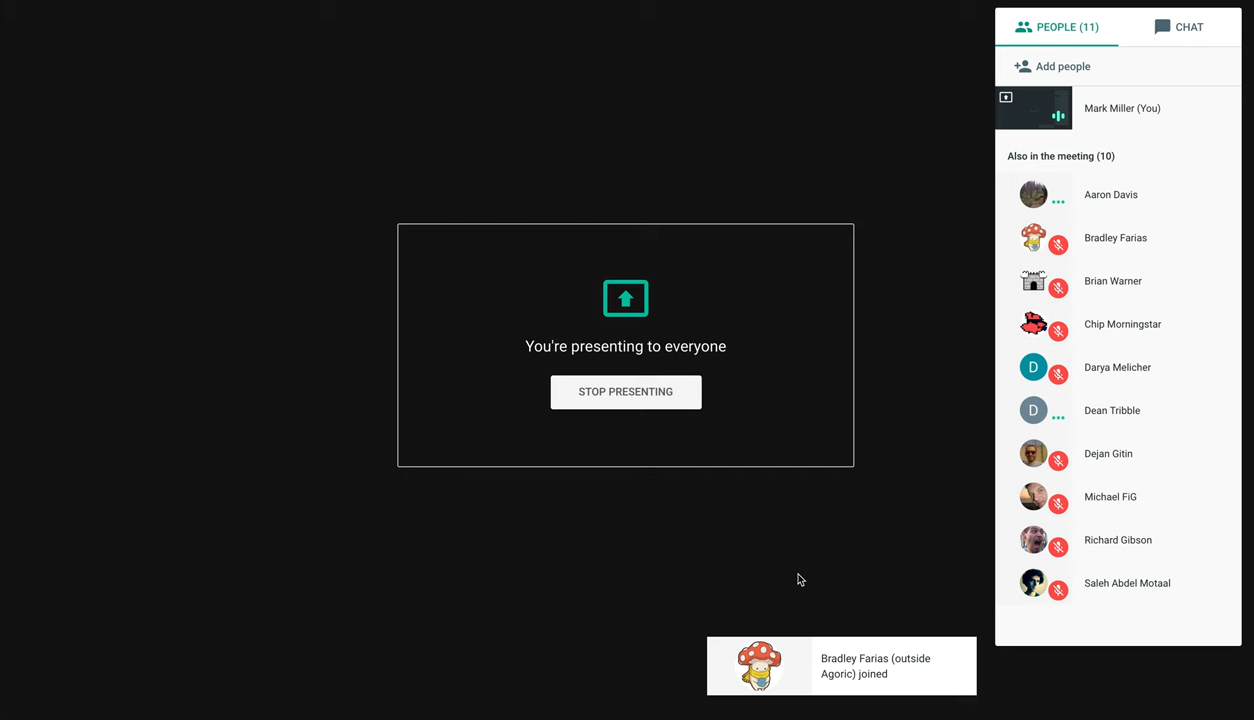 PEOPLE (11)
CHAT
Add people
Mark Miller (You)
Also in the meeting (10)
Aaron Davis
Bradley Farias
Brian Warner
Chip Morningstar
D
Darya Melicher
D
Dean Tribble
Dejan Gitin
Michael FiG
Richard Gibson
Saleh Abdel Motaal
You're presenting to everyone
STOP PRESENTING
Bradley Farias (outside
Agoric) joined